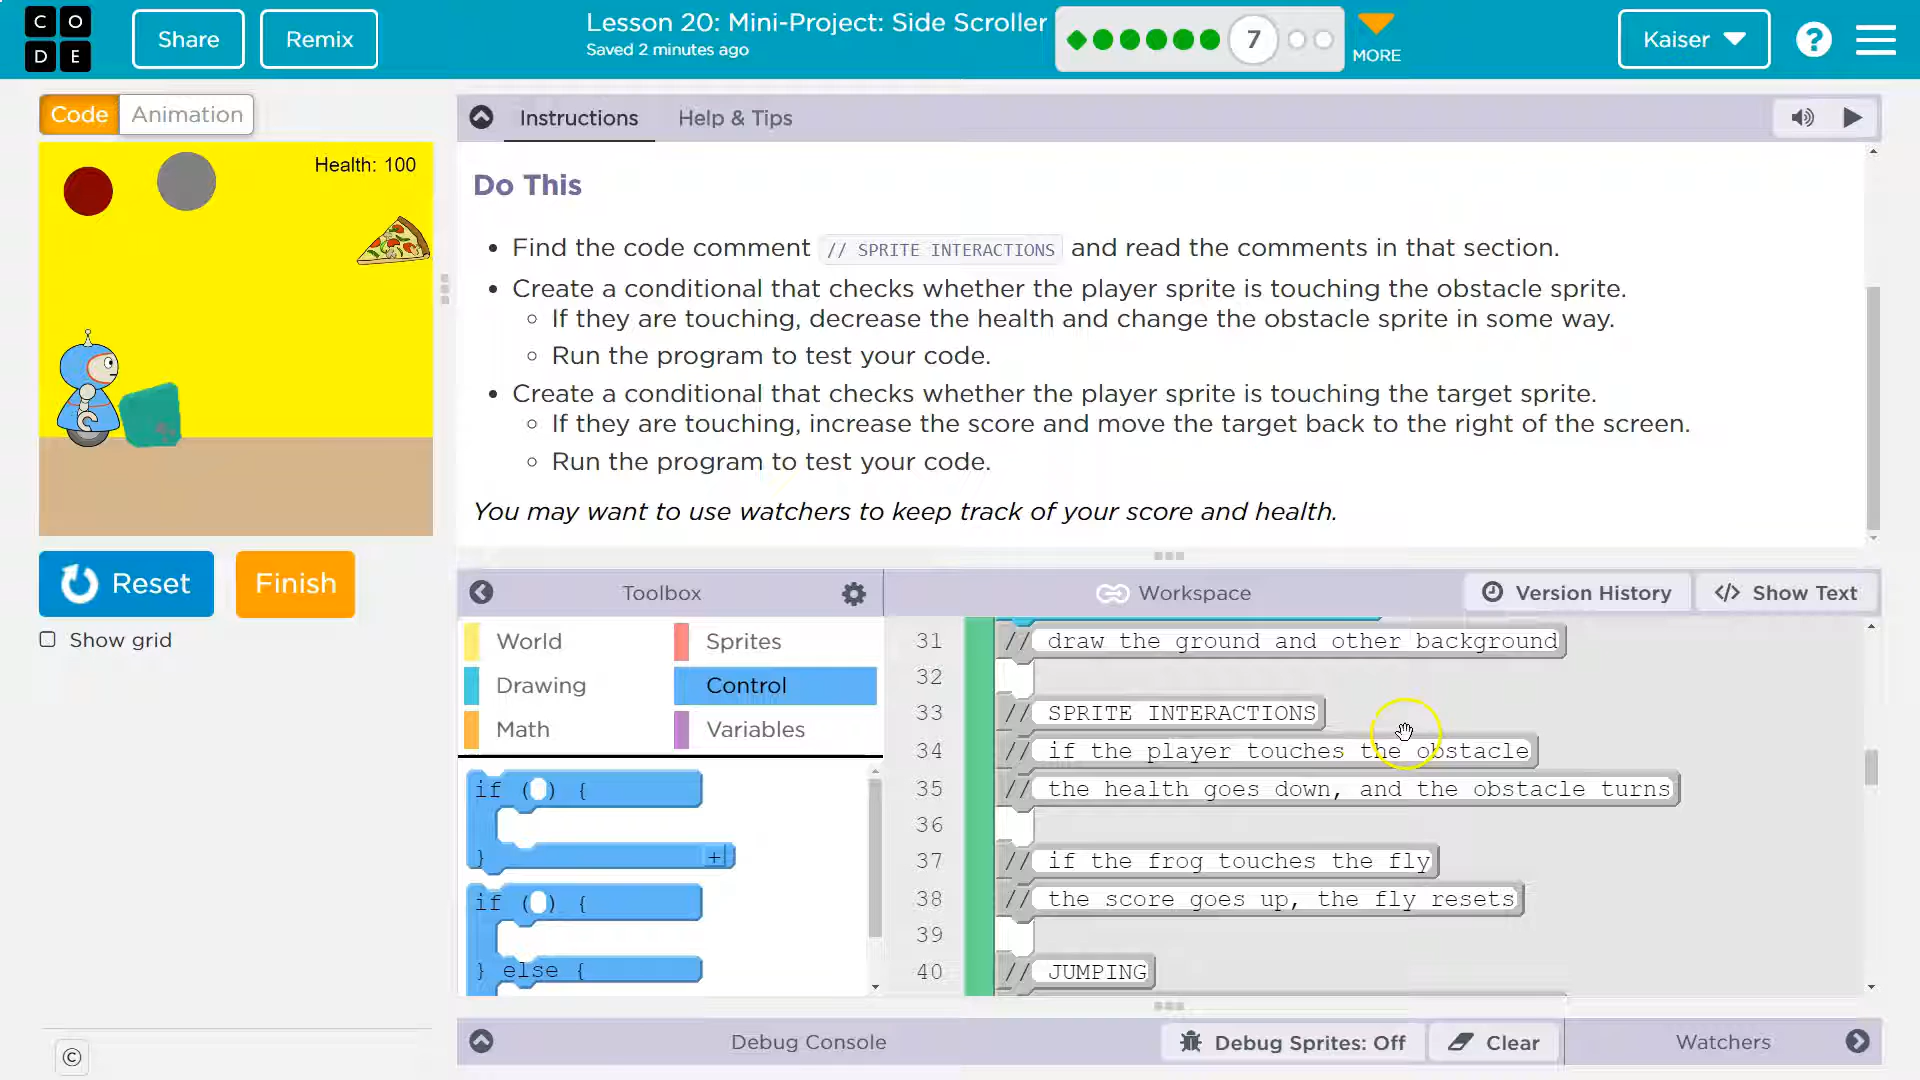 CODE
Share
Remix
Lesson 20: Mini-Project: Side Scroller
Saved 2 minutes ago
7
MORE
Kaiser
?
Code
Animation
Health: 100
Reset
Finish
Show grid
©
Instructions
Help & Tips
Do This
Find the code comment // SPRITE INTERACTIONS and read the comments in that section.
Create a conditional that checks whether the player sprite is touching the obstacle sprite.
If they are touching, decrease the health and change the obstacle sprite in some way.
Run the program to test your code.
Create a conditional that checks whether the player sprite is touching the target sprite.
If they are touching, increase the score and move the target back to the right of the screen.
Run the program to test your code.
You may want to use watchers to keep track of your score and health.
Toolbox
Workspace
Version History
</> Show Text
World
Sprites
Drawing
Control
Math
Variables
if ( ) {
} +
if ( ) {
} else {
31 // draw the ground and other background
32
33 // SPRITE INTERACTIONS
34 // if the player touches the obstacle
35 // the health goes down, and the obstacle turns
36
37 // if the frog touches the fly
38 // the score goes up, the fly resets
39
40 // JUMPING
Debug Console
Debug Sprites: Off
Clear
Watchers